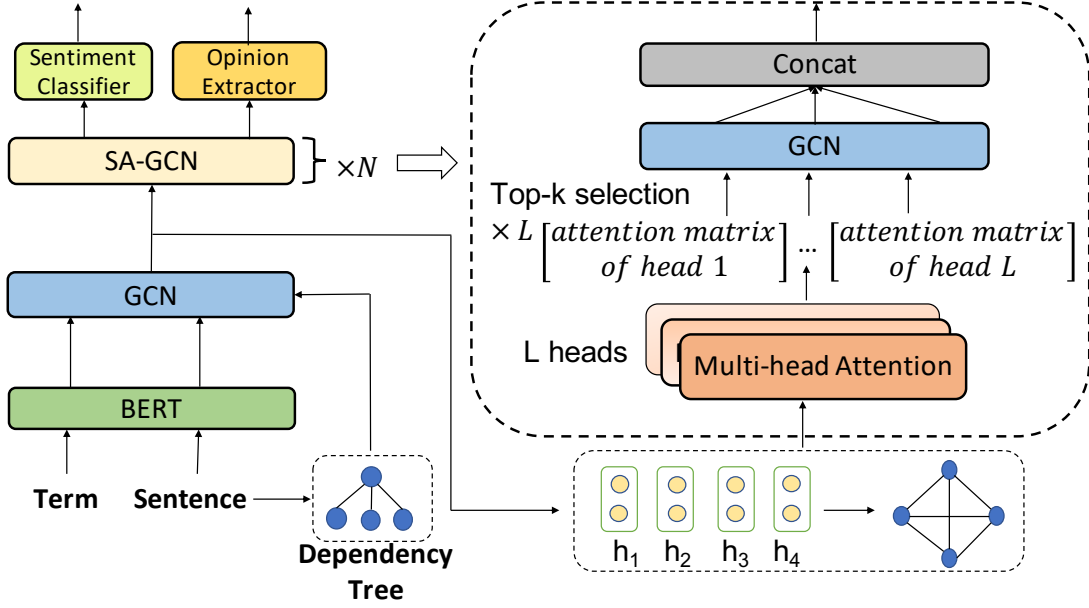 Sentiment
Classifier
Opinion
Extractor
SA-GCN
×N
GCN
BERT
Term
Sentence
Dependency
Tree
Concat
GCN
Top-k selection
× L [attention matrix of head 1] ... [attention matrix of head L]
L heads
Multi-head Attention
h₁ h₂ h₃ h₄